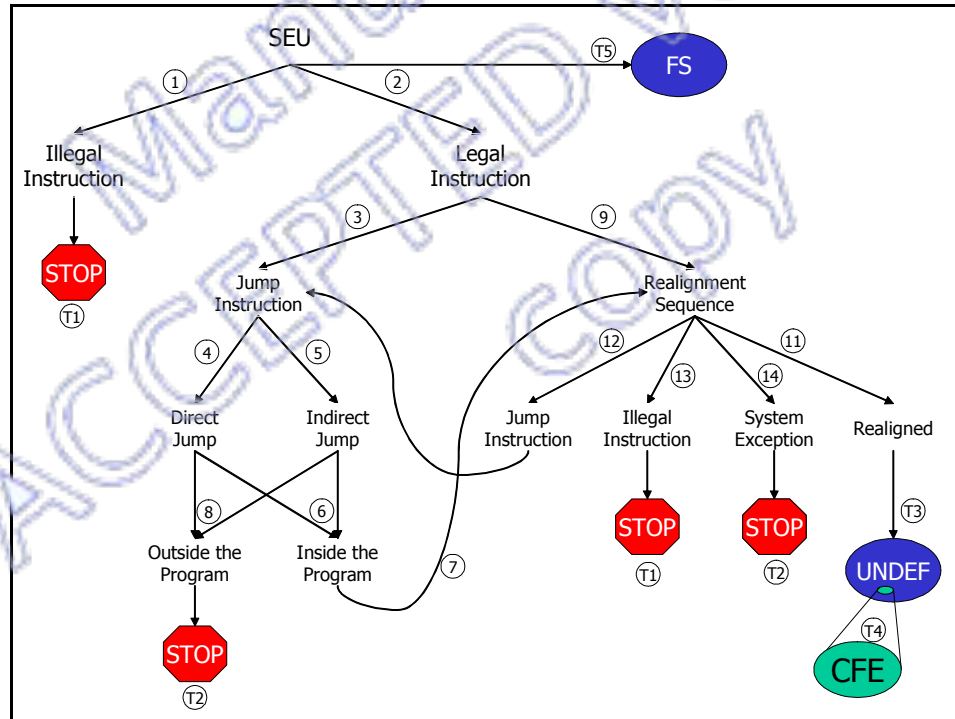 SEU
T5
FS
1
2
Illegal
Instruction
Legal
Instruction
3
9
STOP
T1
Jump
Instruction
Realignment
Sequence
4
5
12
13
14
11
Direct
Jump
Indirect
Jump
Jump
Instruction
Illegal
Instruction
System
Exception
Realigned
8
6
STOP
STOP
T3
Outside the
Program
Inside the
Program
7
T1
T2
UNDEF
STOP
T2
T4
CFE
ACCEPTED
copy